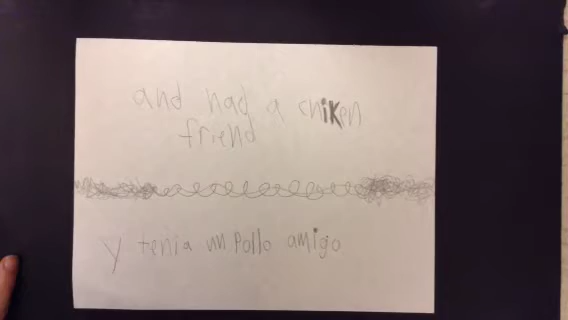 and had a chiken
friend
y tenia un pollo amigo